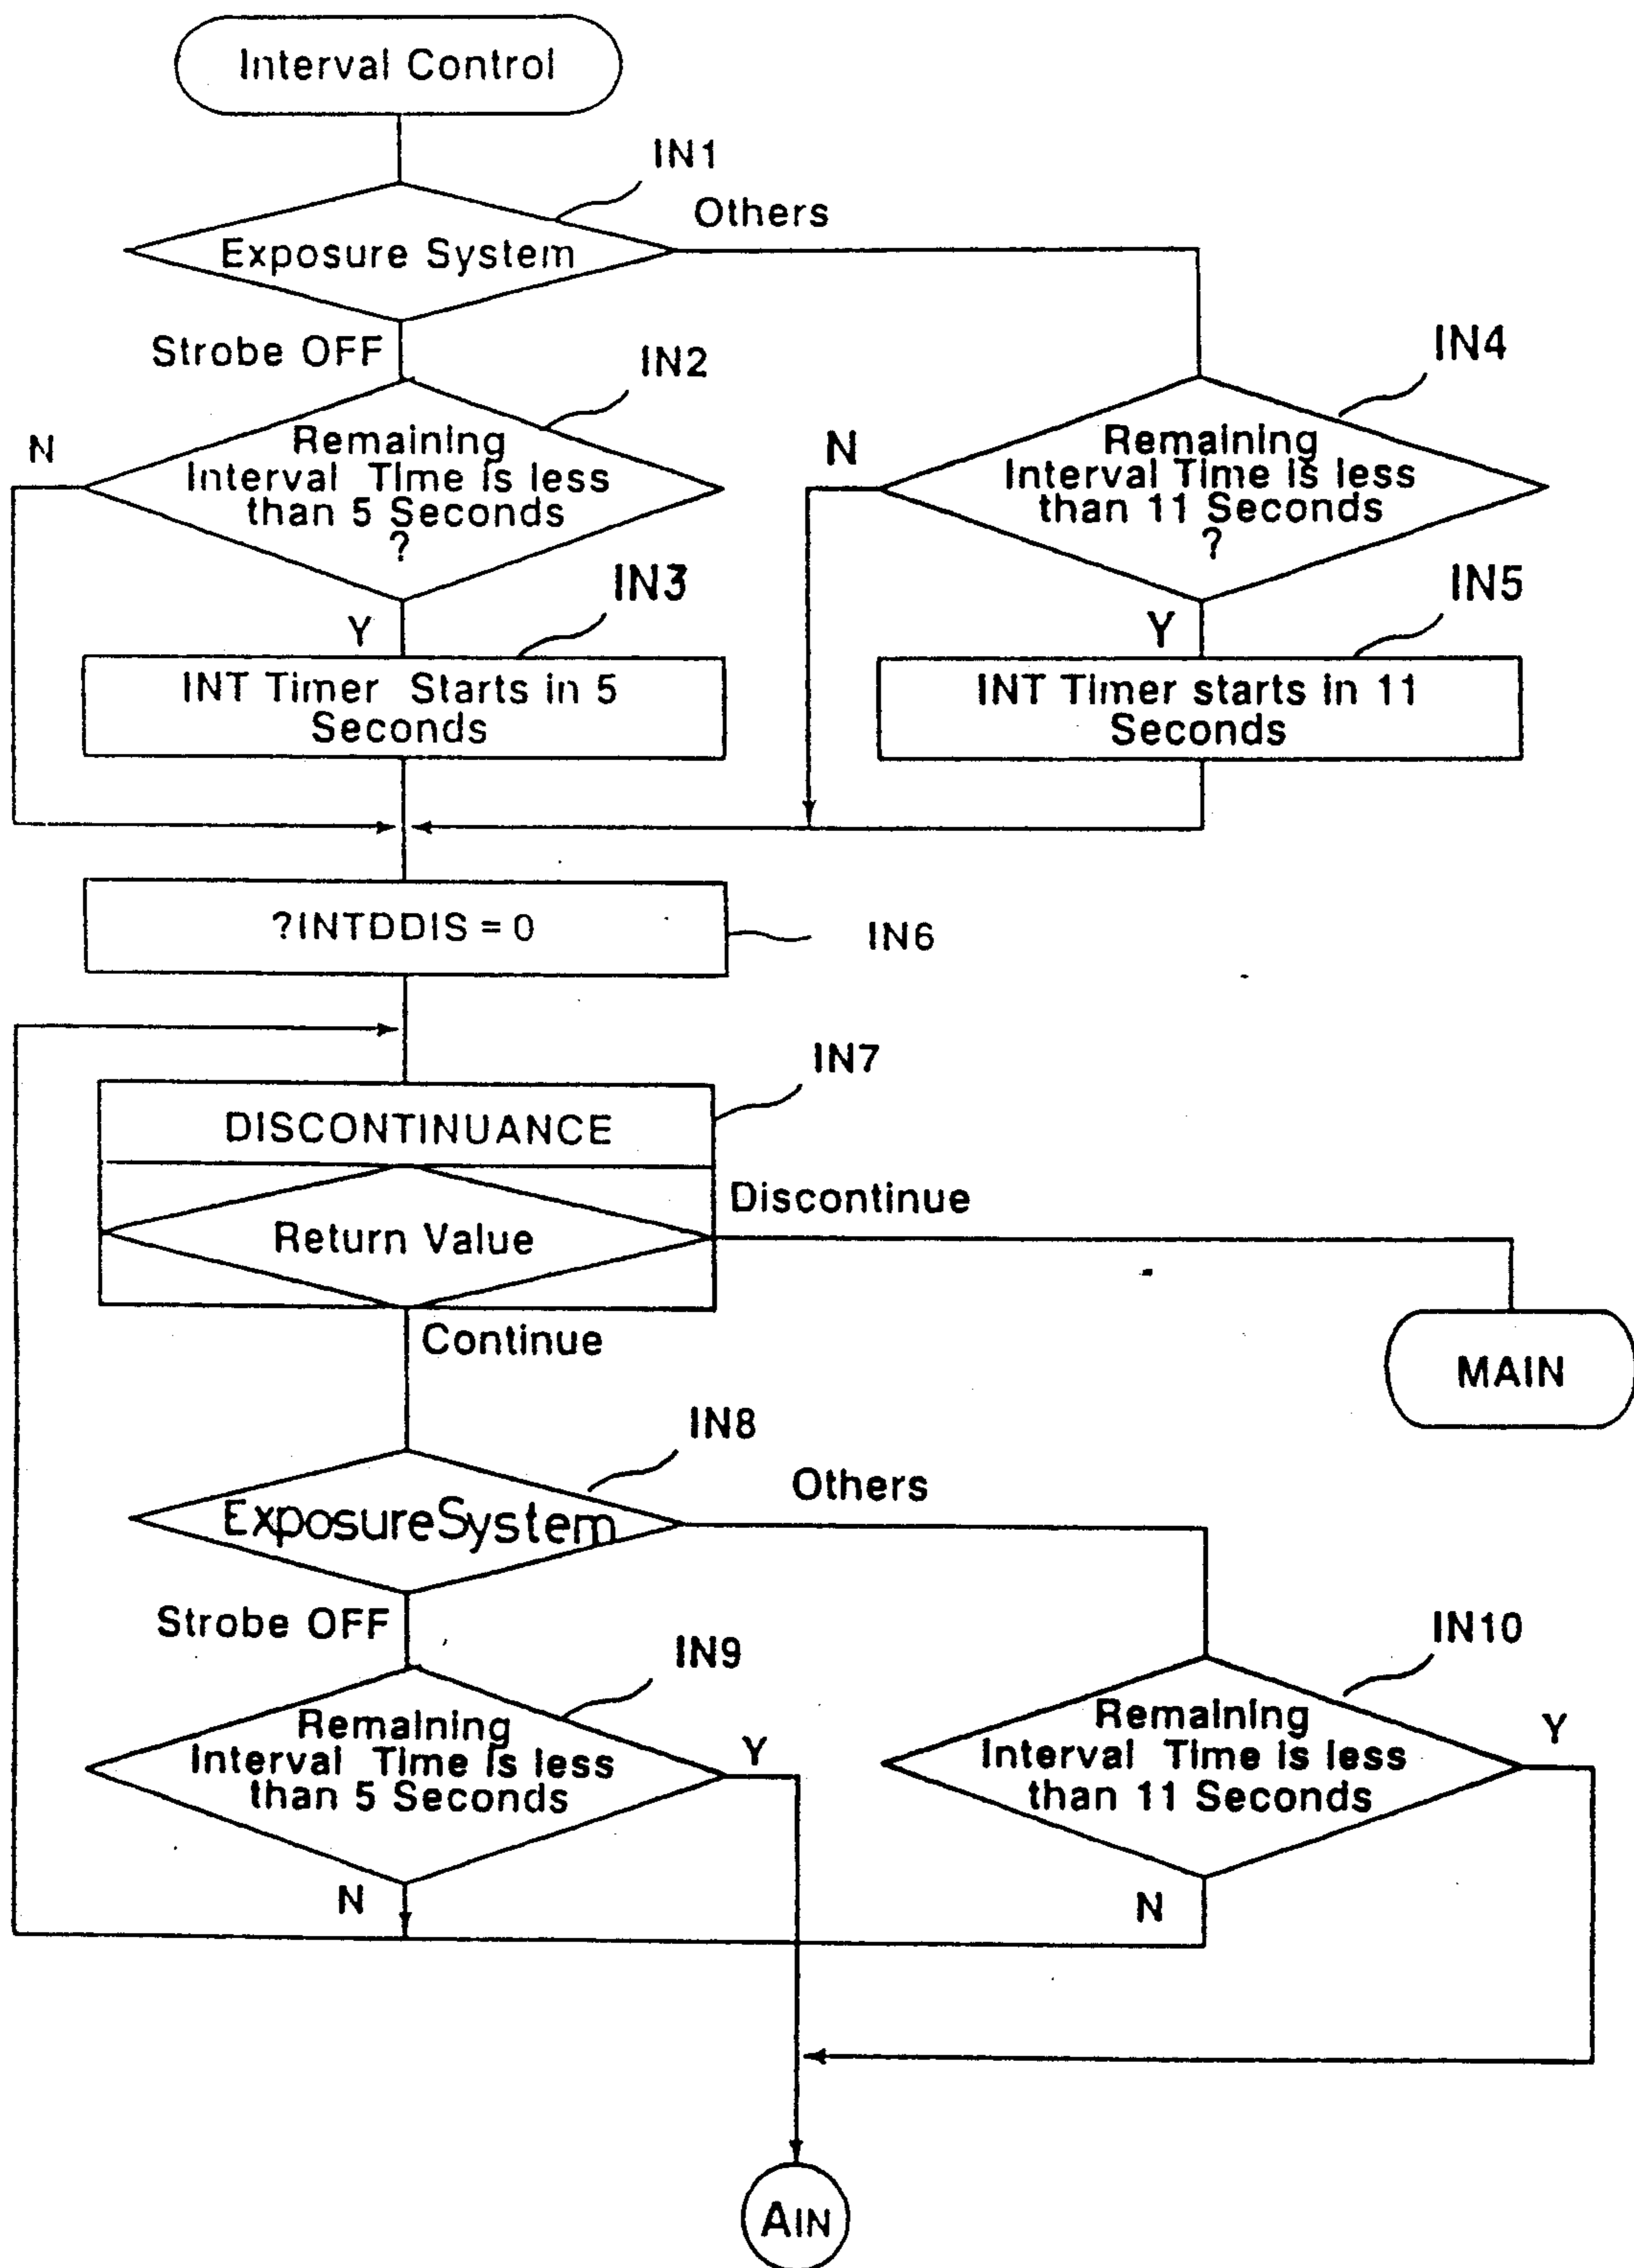 Interval Control
IN1
Others
Exposure System
Strobe OFF
IN2
IN4
N
Remaining
Interval Time is less
than 5 Seconds
?
N
Remaining
Interval Time is less
than 11 Seconds
?
Y
IN3
Y
IN5
INT Timer Starts in 5
Seconds
INT Timer starts in 11
Seconds
?INTDDIS = 0
IN6
IN7
DISCONTINUANCE
Return Value
Discontinue
MAIN
Continue
IN8
Others
ExposureSystem
Strobe OFF
IN9
IN10
Remaining
Interval Time is less
than 5 Seconds
Y
Remaining
Interval Time is less
than 11 Seconds
Y
N
N
AIN